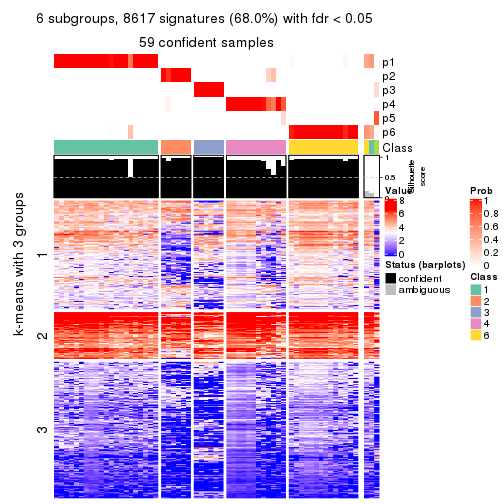 6 subgroups, 8617 signatures (68.0%) with fdr < 0.05
59 confident samples
p1
p2
p3
p4
p5
p6
Class
1
0.5
0
Silhouette
score
k-means with 3 groups
1
2
3
Value
8
6
4
2
0
Status (barplots)
confident
ambiguous
Prob
1
0.8
0.6
0.4
0.2
0
Class
1
2
3
4
6